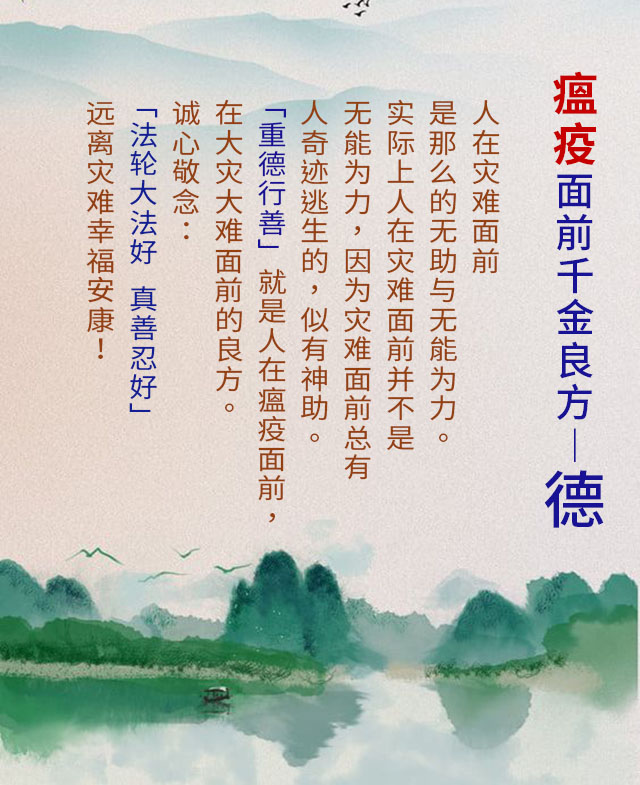 瘟疫面前千金良方—德
人在灾难面前
是那么的无助与无能为力。
实际上人在灾难面前并不是
无能为力，因为灾难面前总有
人奇迹逃生的，似有神助。
「重德行善」就是人在瘟疫面前，
在大灾大难面前的良方。
诚心敬念：
「法轮大法好 真善忍好」
远离灾难幸福安康！